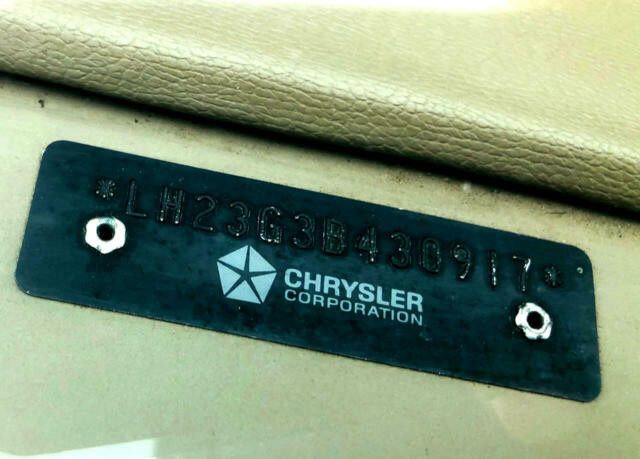 *LH23G3B430917*
CHRYSLER
CORPORATION